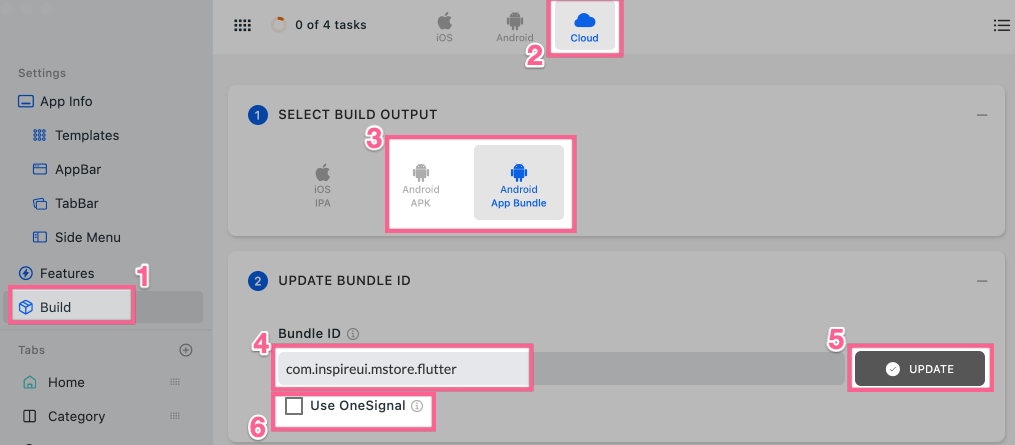 0 of 4 tasks
iOS
Android
Cloud
2
Settings
App Info
Templates
AppBar
TabBar
Side Menu
Features
1
Build
Tabs
Home
Category
1 SELECT BUILD OUTPUT
3
iOS
IPA
Android
APK
Android
App Bundle
2 UPDATE BUNDLE ID
Bundle ID
4
com.inspireui.mstore.flutter
5
UPDATE
Use OneSignal
6